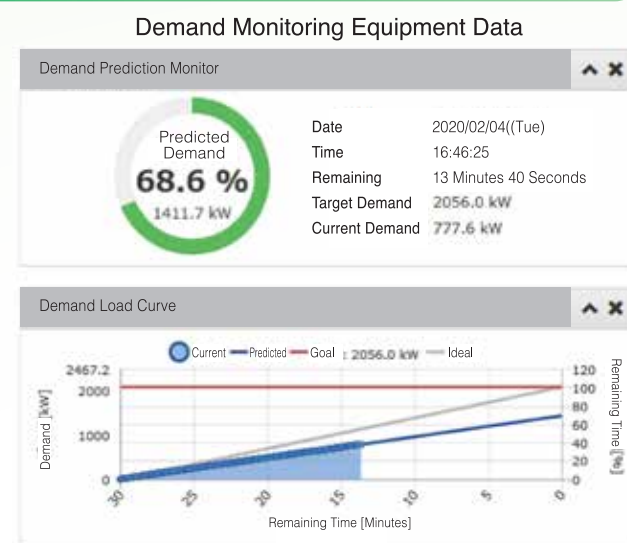 Demand Monitoring Equipment Data
Demand Prediction Monitor
Predicted
Demand
68.6 %
1411.7 kW
Date 2020/02/04((Tue)
Time 16:46:25
Remaining 13 Minutes 40 Seconds
Target Demand 2056.0 kW
Current Demand 777.6 kW
Demand Load Curve
Current Predicted Goal : 2056.0 kW Ideal
2467.2
2000
1000
0
Demand [kW]
120
100
80
60
40
20
0
Remaining Time [%]
30 25 20 15 10 5 0
Remaining Time [Minutes]